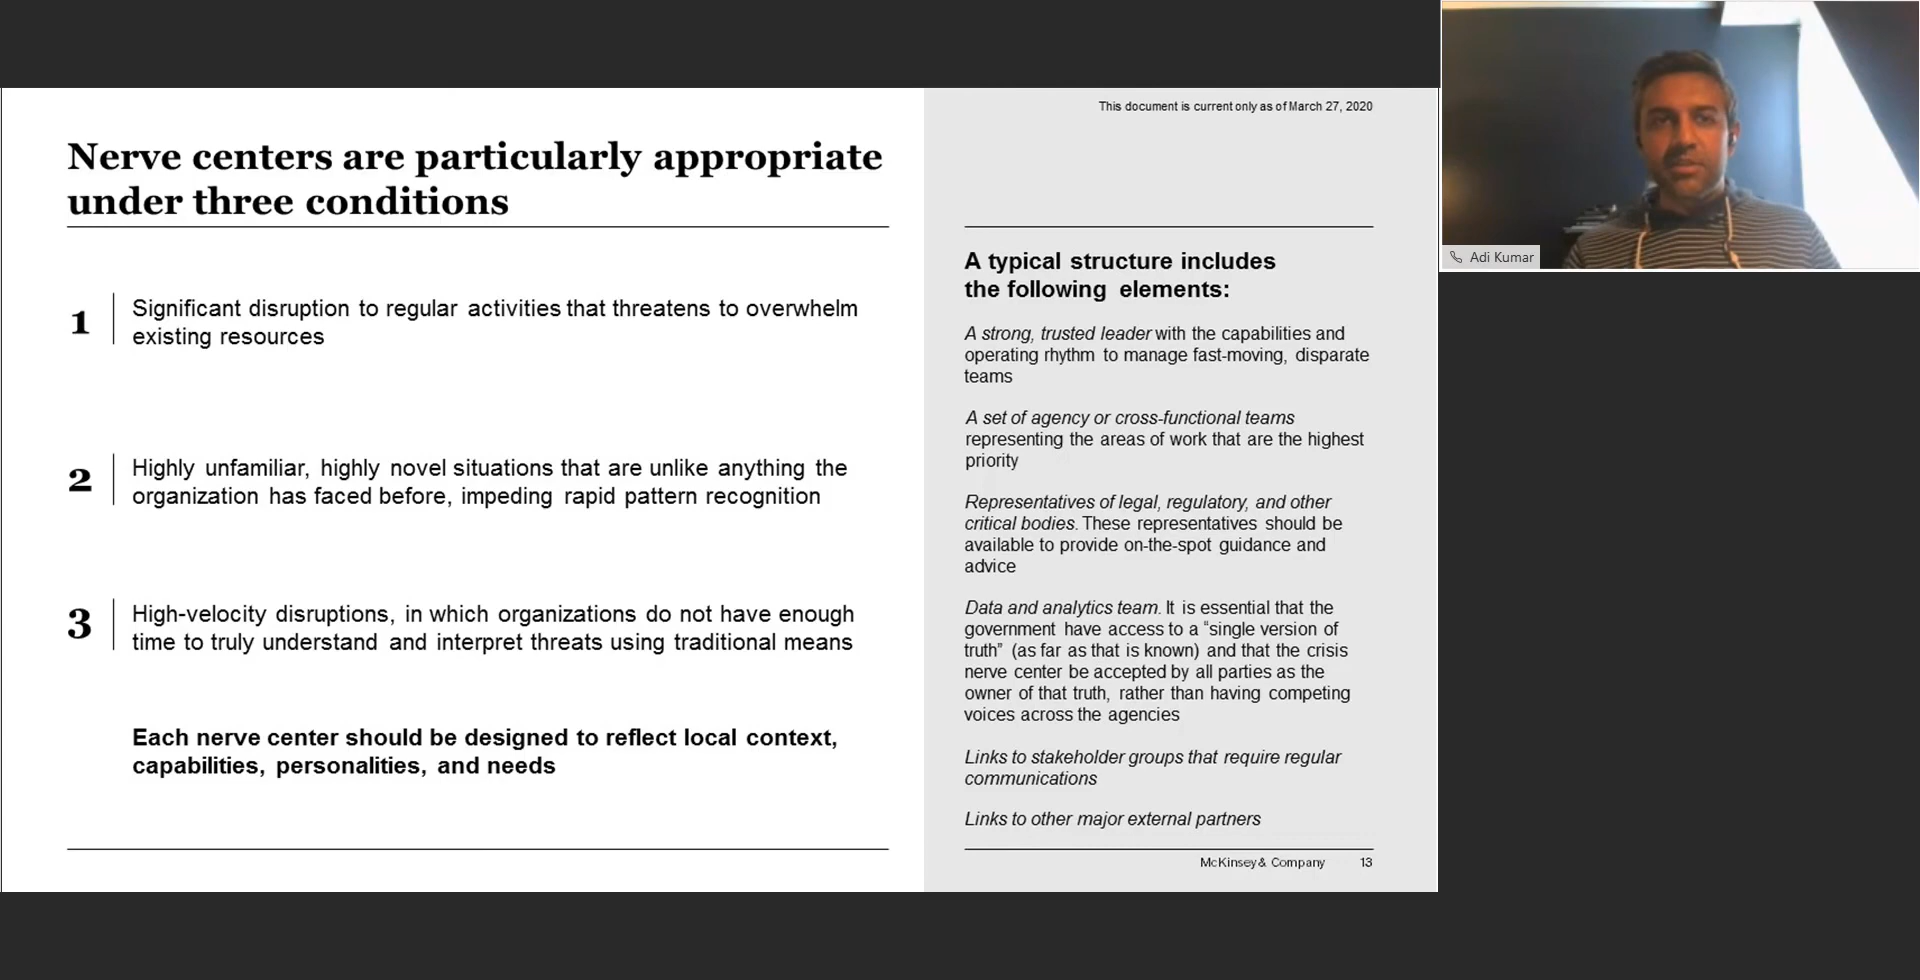 This document is current only as of March 27, 2020
Nerve centers are particularly appropriate
under three conditions
1
Significant disruption to regular activities that threatens to overwhelm
existing resources
2
Highly unfamiliar, highly novel situations that are unlike anything the
organization has faced before, impeding rapid pattern recognition
3
High-velocity disruptions, in which organizations do not have enough
time to truly understand and interpret threats using traditional means
Each nerve center should be designed to reflect local context,
capabilities, personalities, and needs
A typical structure includes
the following elements:
A strong, trusted leader with the capabilities and
operating rhythm to manage fast-moving, disparate
teams
A set of agency or cross-functional teams
representing the areas of work that are the highest
priority
Representatives of legal, regulatory, and other
critical bodies. These representatives should be
available to provide on-the-spot guidance and
advice
Data and analytics team. It is essential that the
government have access to a “single version of
truth” (as far as that is known) and that the crisis
nerve center be accepted by all parties as the
owner of that truth, rather than having competing
voices across the agencies
Links to stakeholder groups that require regular
communications
Links to other major external partners
McKinsey & Company 13
Adi Kumar